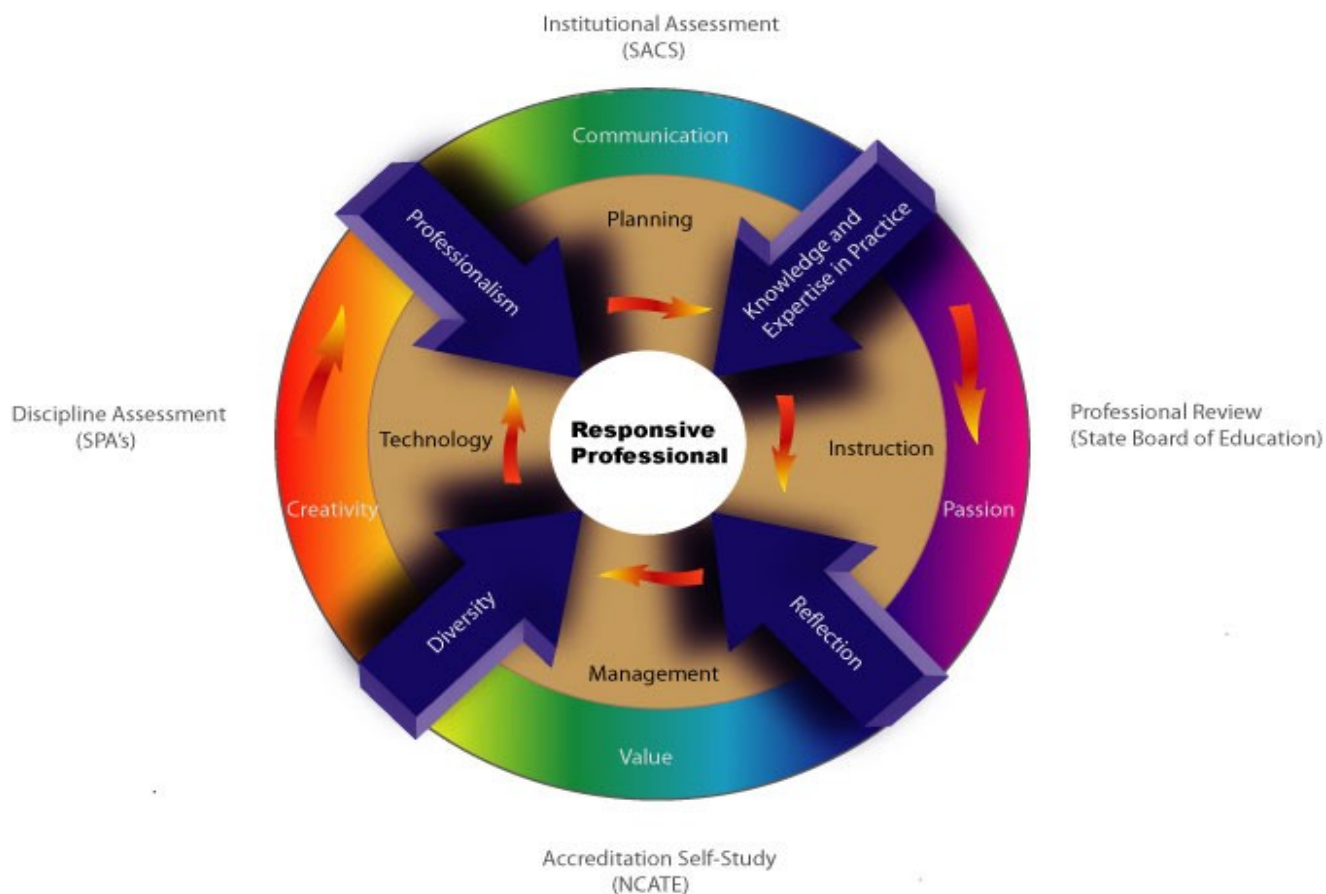 Institutional Assessment
(SACS)
Communication
Professionalism
Planning
Knowledge and
Expertise in Practice
Discipline Assessment
(SPA's)
Technology
Responsive
Professional
Instruction
Professional Review
(State Board of Education)
Creativity
Passion
Diversity
Reflection
Management
Value
Accreditation Self-Study
(NCATE)